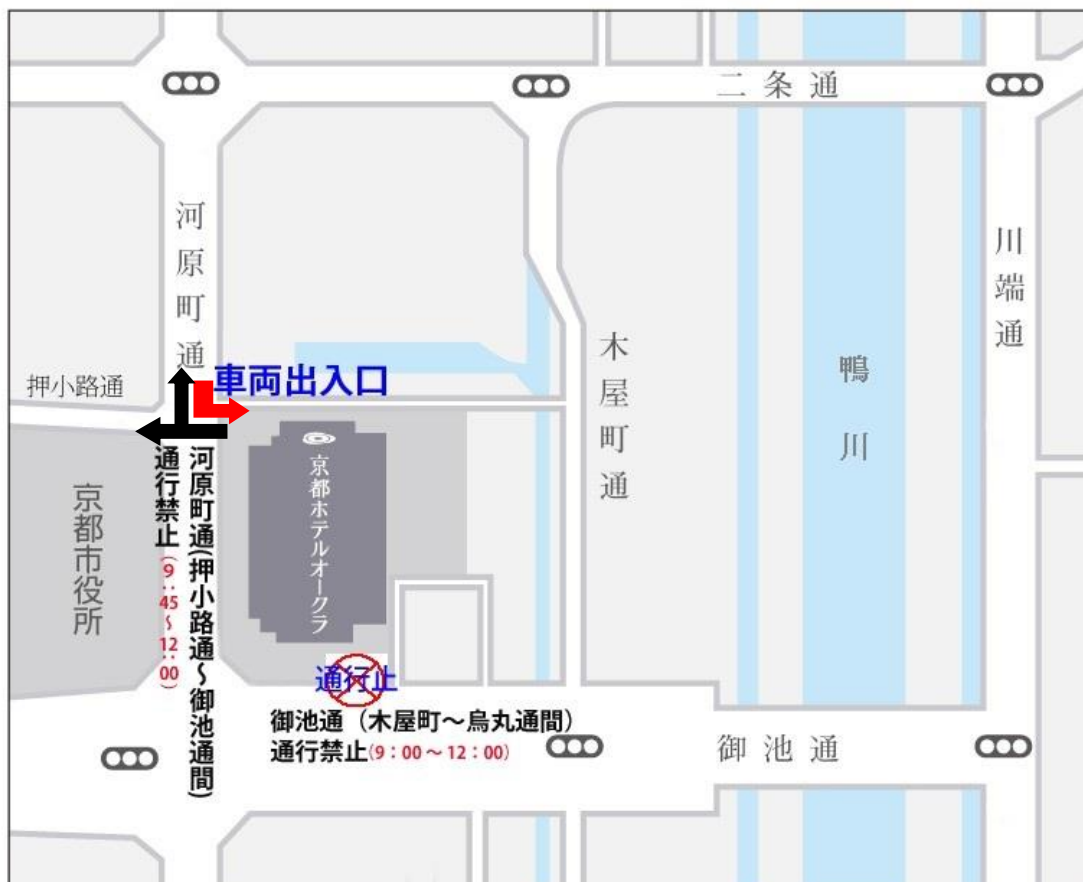 二条通
河原町通
川端通
木屋町通
鴨川
車両出入口
押小路通
河原町通(押小路通〜御池通間)
通行禁止(9:45〜12:00)
京都市役所
京都ホテルオークラ
通行止
御池通（木屋町〜烏丸通間）
通行禁止(9：00〜12：00)
御池通